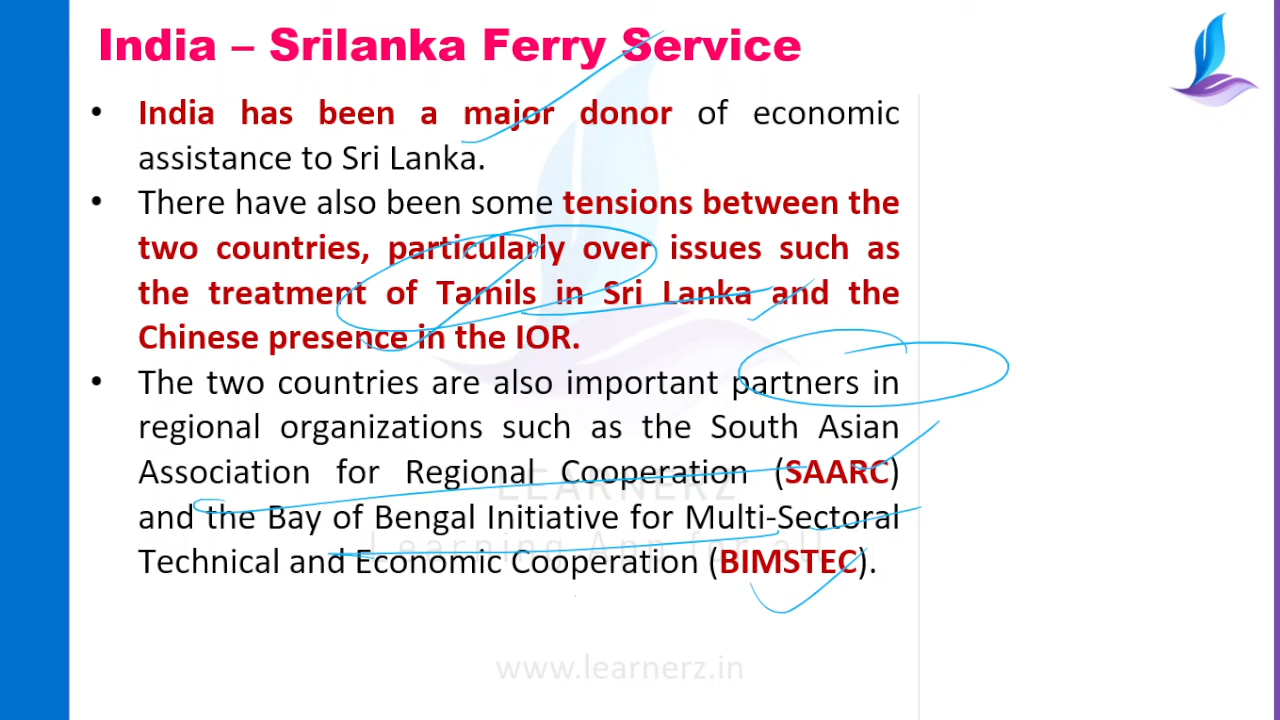 India – Srilanka Ferry Service
• India has been a major donor of economic
assistance to Sri Lanka.
• There have also been some tensions between the
two countries, particularly over issues such as
the treatment of Tamils in Sri Lanka and the
Chinese presence in the IOR.
• The two countries are also important partners in
regional organizations such as the South Asian
Association for Regional Cooperation (SAARC)
LEARNERZ
and the Bay of Bengal Initiative for Multi-Sectoral
Learning App for all
Technical and Economic Cooperation (BIMSTEC).
www.learnerz.in